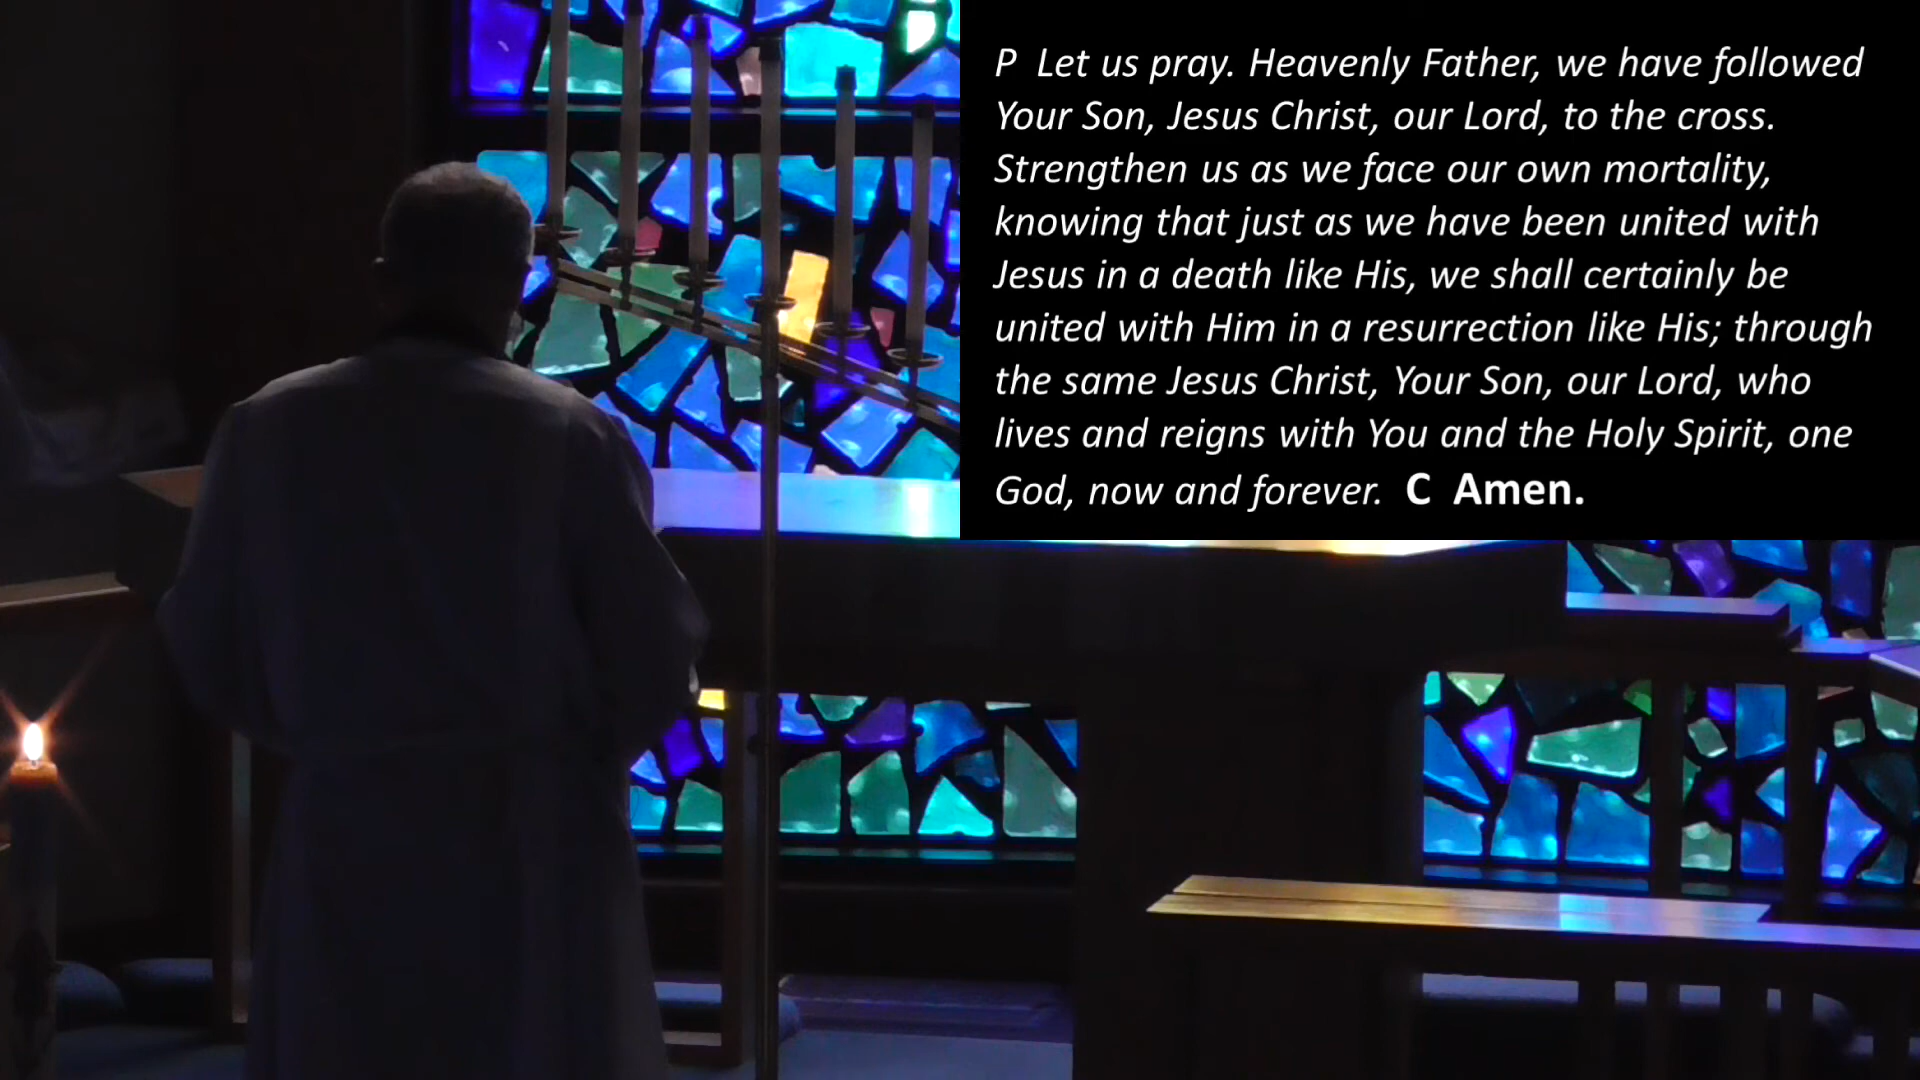 P Let us pray. Heavenly Father, we have followed
Your Son, Jesus Christ, our Lord, to the cross.
Strengthen us as we face our own mortality,
knowing that just as we have been united with
Jesus in a death like His, we shall certainly be
united with Him in a resurrection like His; through
the same Jesus Christ, Your Son, our Lord, who
lives and reigns with You and the Holy Spirit, one
God, now and forever. C Amen.